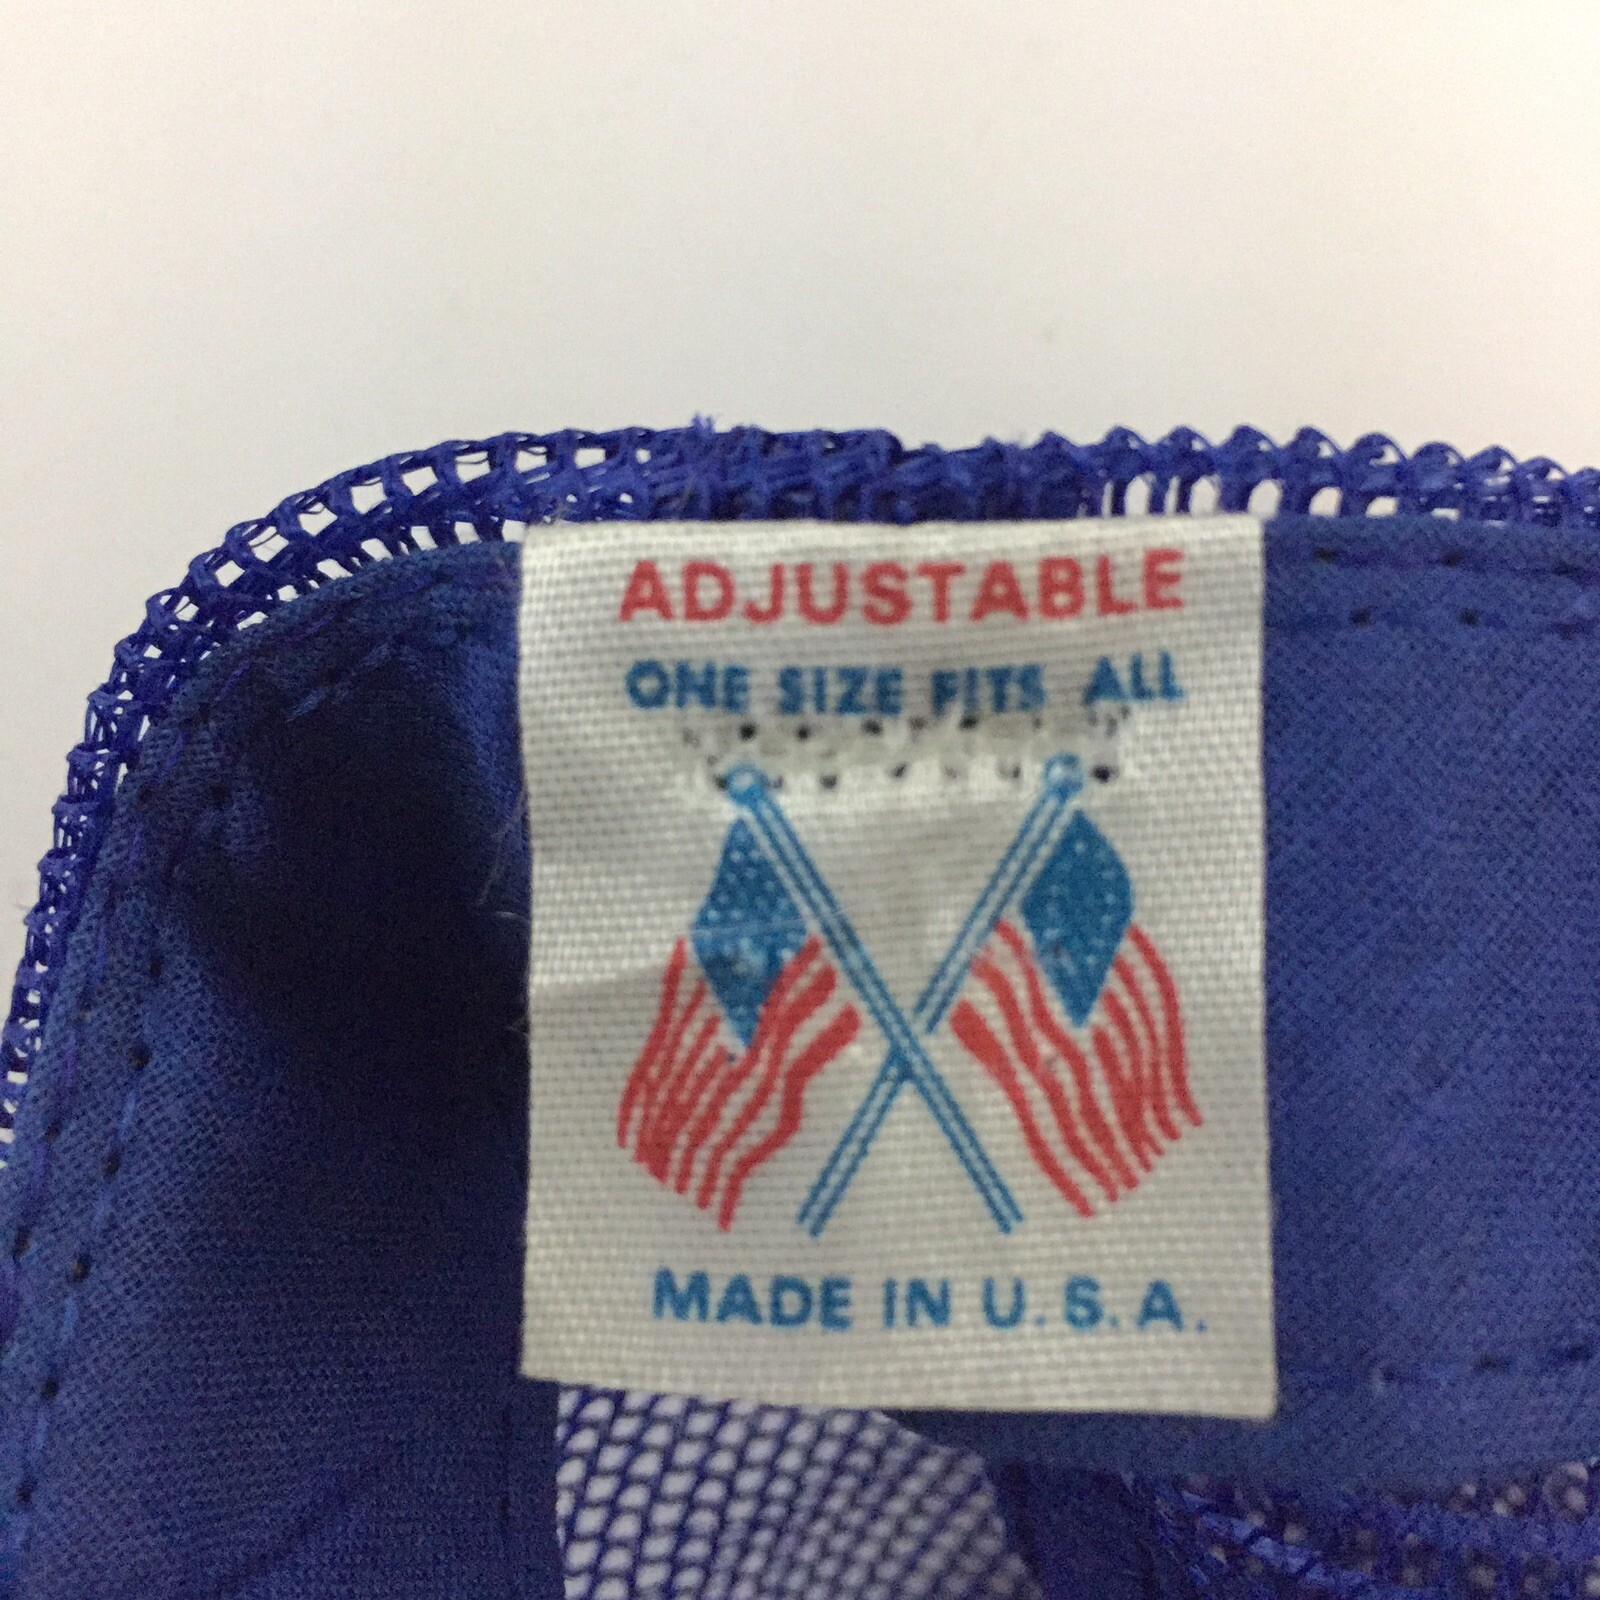 ADJUSTABLE
ONE SIZE FITS ALL
MADE IN U.S.A.